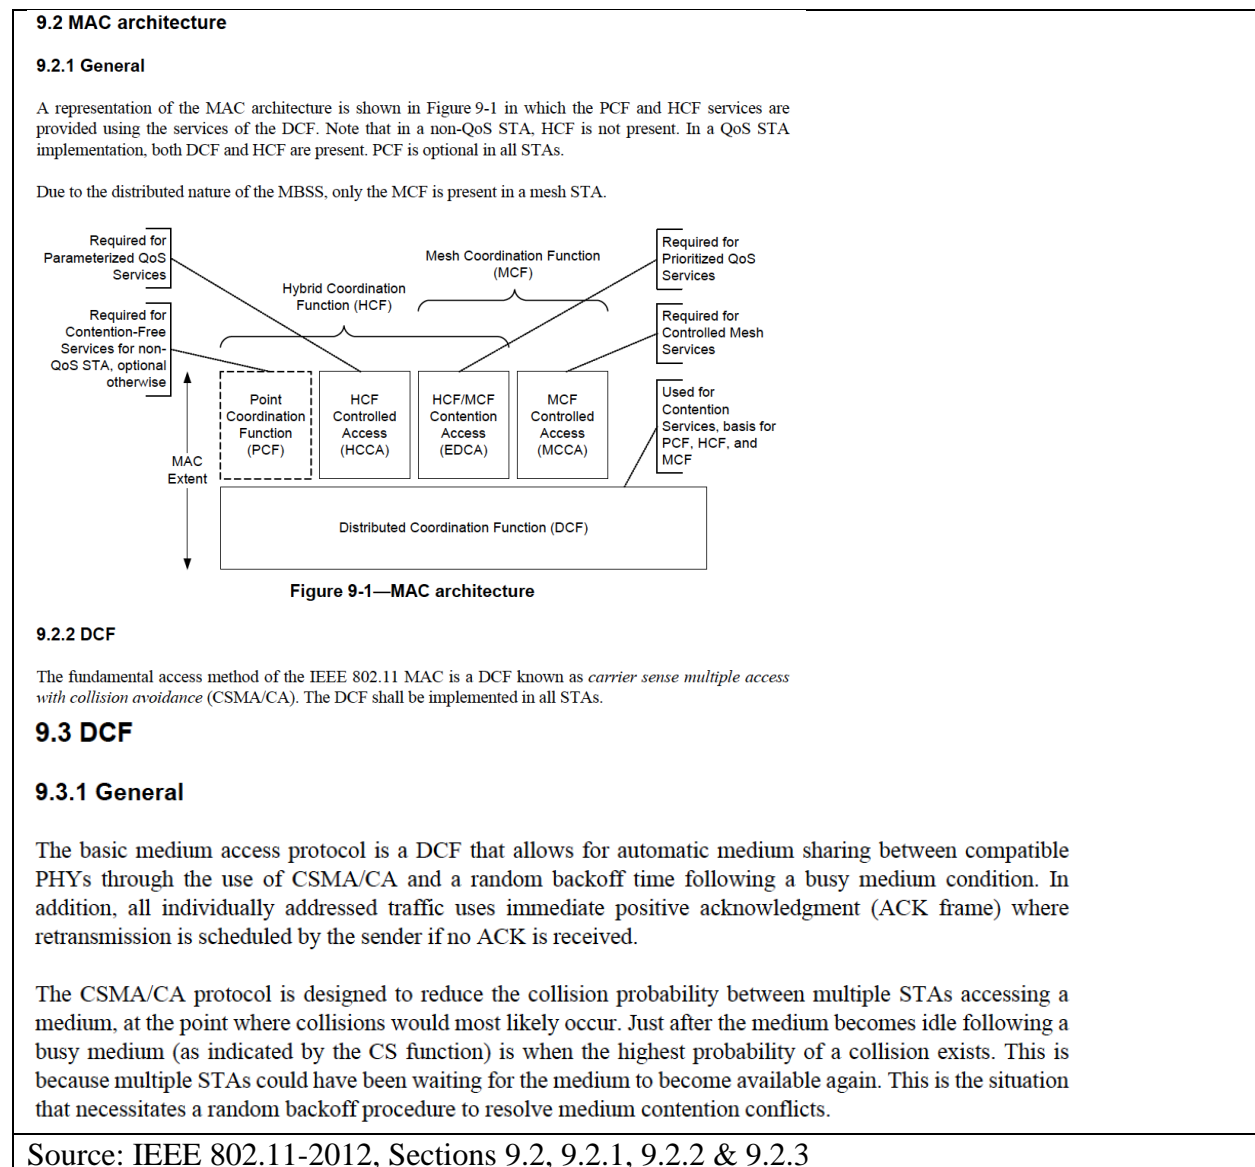 9.2 MAC architecture
9.2.1 General
A representation of the MAC architecture is shown in Figure 9-1 in which the PCF and HCF services are
provided using the services of the DCF. Note that in a non-QoS STA, HCF is not present. In a QoS STA
implementation, both DCF and HCF are present. PCF is optional in all STAs.
Due to the distributed nature of the MBSS, only the MCF is present in a mesh STA.
Required for
Parameterized QoS
Services
Mesh Coordination Function
(MCF)
Required for
Prioritized QoS
Services
Hybrid Coordination
Function (HCF)
Required for
Contention-Free
Services for non-
QoS STA, optional
otherwise
Required for
Controlled Mesh
Services
Point
Coordination
Function
(PCF)
HCF
Controlled
Access
(HCCA)
HCF/MCF
Contention
Access
(EDCA)
MCF
Controlled
Access
(MCCA)
Used for
Contention
Services, basis for
PCF, HCF, and
MCF
MAC
Extent
Distributed Coordination Function (DCF)
Figure 9-1—MAC architecture
9.2.2 DCF
The fundamental access method of the IEEE 802.11 MAC is a DCF known as carrier sense multiple access
with collision avoidance (CSMA/CA). The DCF shall be implemented in all STAs.
9.3 DCF
9.3.1 General
The basic medium access protocol is a DCF that allows for automatic medium sharing between compatible
PHYs through the use of CSMA/CA and a random backoff time following a busy medium condition. In
addition, all individually addressed traffic uses immediate positive acknowledgment (ACK frame) where
retransmission is scheduled by the sender if no ACK is received.
The CSMA/CA protocol is designed to reduce the collision probability between multiple STAs accessing a
medium, at the point where collisions would most likely occur. Just after the medium becomes idle following a
busy medium (as indicated by the CS function) is when the highest probability of a collision exists. This is
because multiple STAs could have been waiting for the medium to become available again. This is the situation
that necessitates a random backoff procedure to resolve medium contention conflicts.
Source: IEEE 802.11-2012, Sections 9.2, 9.2.1, 9.2.2 & 9.2.3